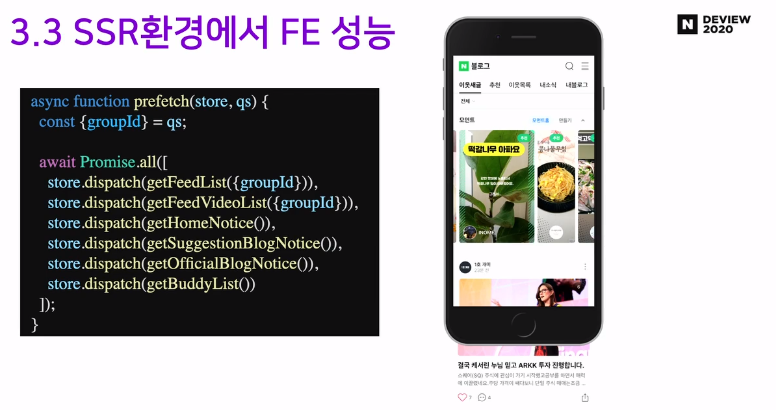 3.3 SSR환경에서 FE 성능
N DEVIEW
2020
async function prefetch(store, qs) {
const {groupId} = qs;
await Promise.all([
store.dispatch(getFeedList({groupId})),
store.dispatch(getFeedVideoList({groupId})),
store.dispatch(getHomeNotice()),
store.dispatch(getSuggestionBlogNotice()),
store.dispatch(getOfficialBlogNotice()),
store.dispatch(getBuddyList())
]);
}
N 블로그
이웃새글 추천 이웃목록 내소식 내블로그
전체
모먼트 만들기
떡갈나무 아파요
결국 캐서린 누님 믿고 ARKK 투자 진행합니다.